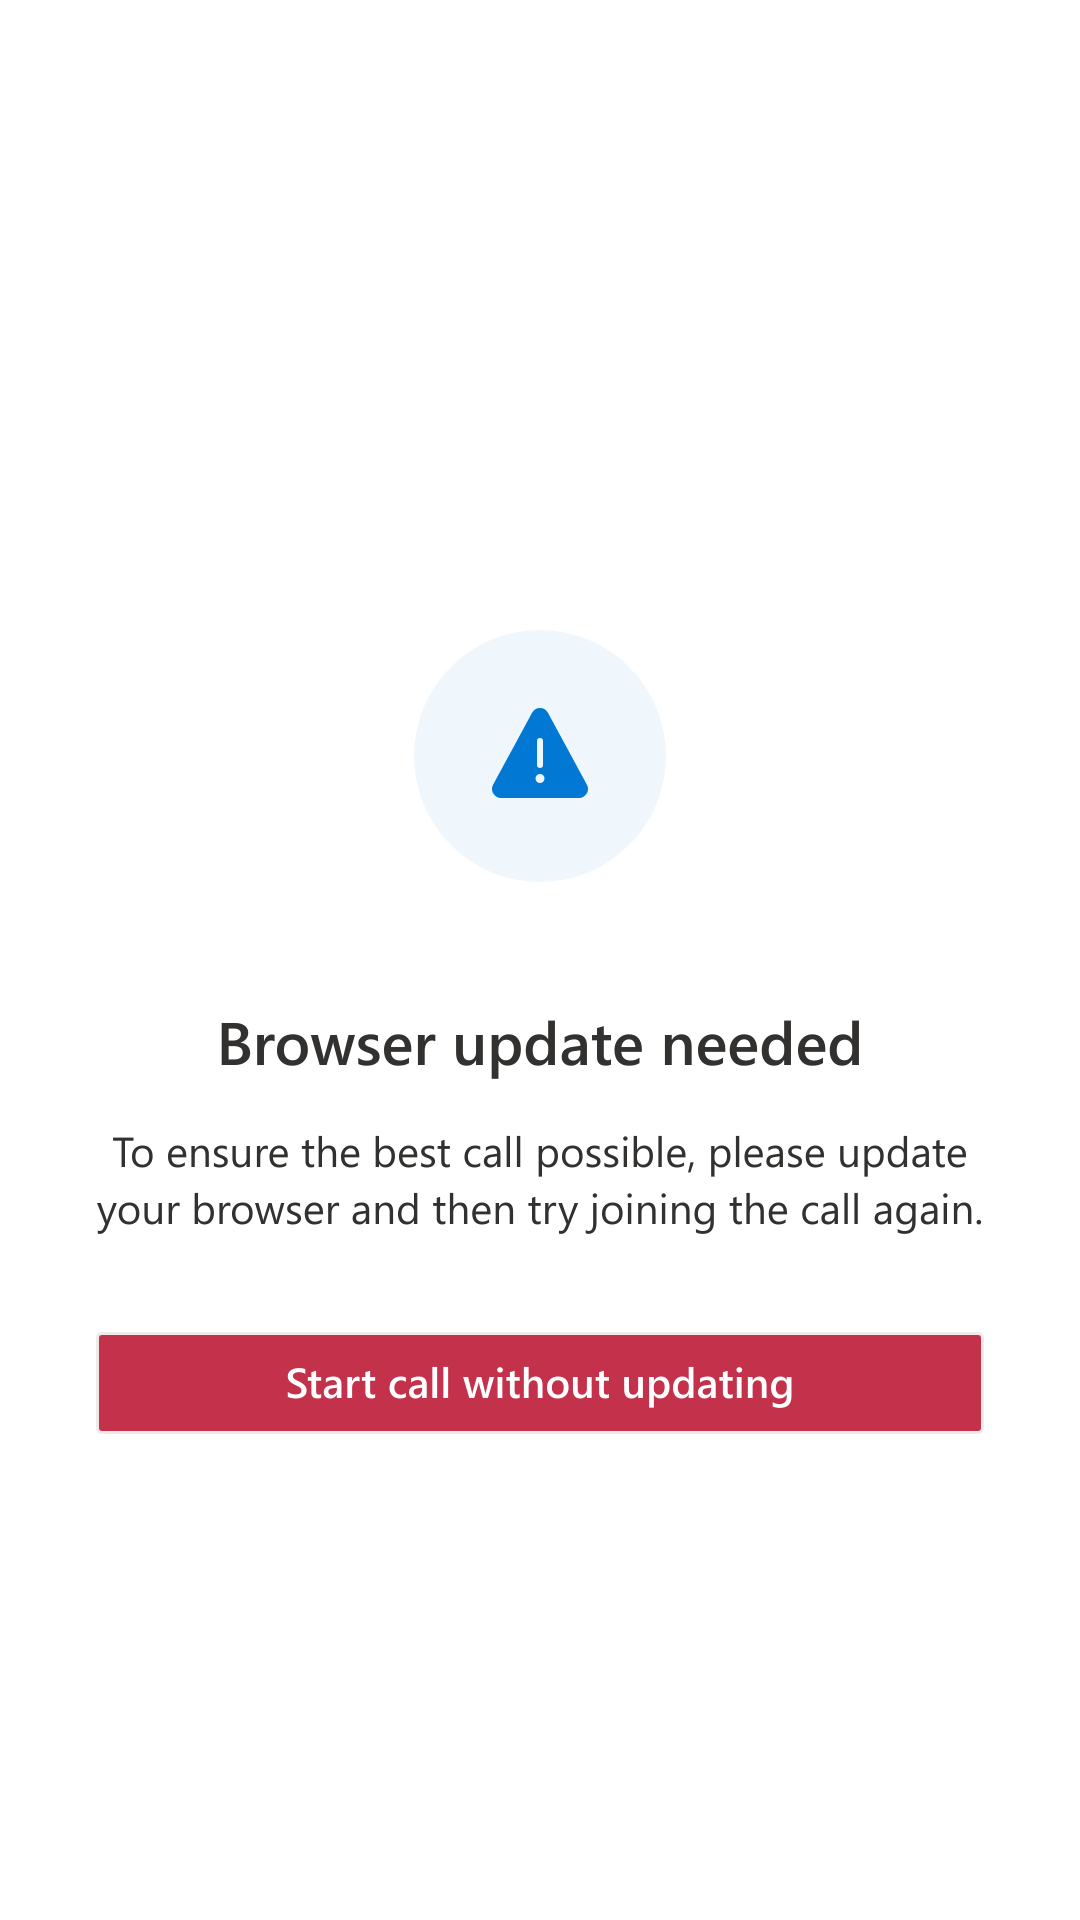 Browser update needed
To ensure the best call possible, please update
your browser and then try joining the call again.
Start call without updating